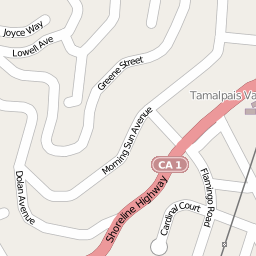 Joyce Way
Lowell Ave
Greene Street
Tamalpais Va
Morning Sun Avenue
CA 1
Dolan Avenue
Shoreline Highway
Flamingo Road
Cardinal Court